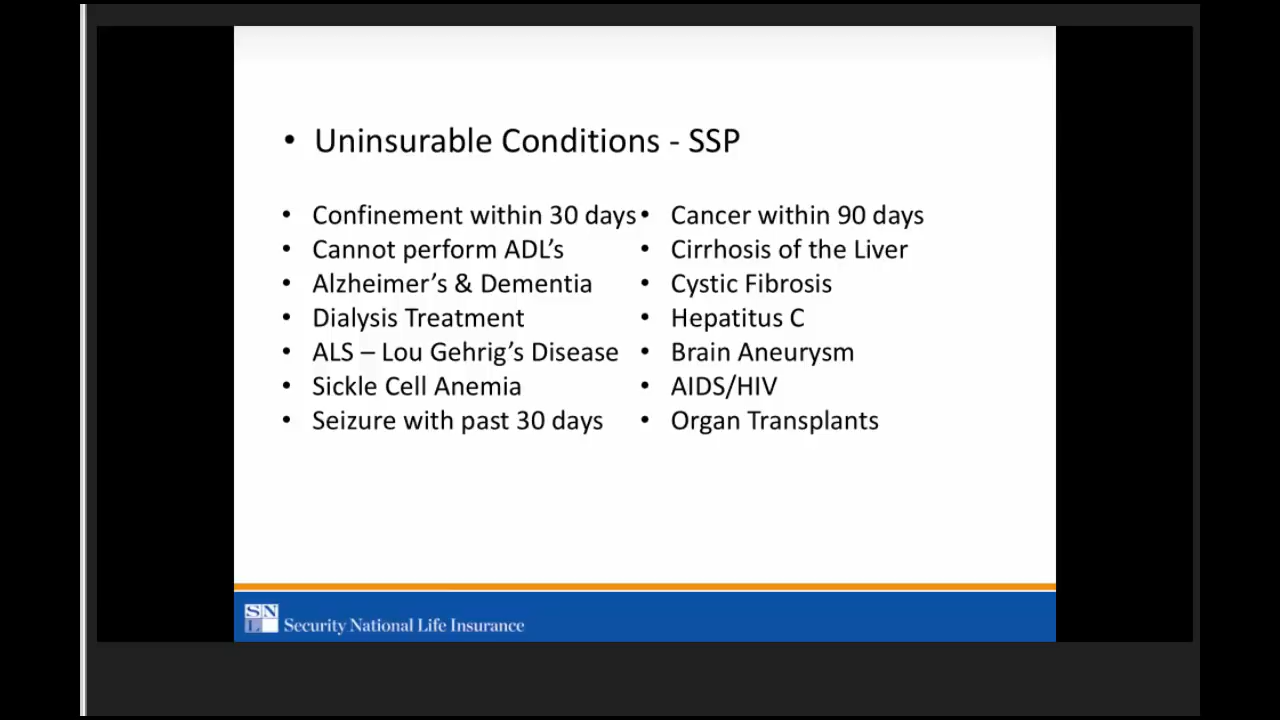 • Uninsurable Conditions - SSP
• Confinement within 30 days
• Cannot perform ADL’s
• Alzheimer’s & Dementia
• Dialysis Treatment
• ALS – Lou Gehrig’s Disease
• Sickle Cell Anemia
• Seizure with past 30 days
• Cancer within 90 days
• Cirrhosis of the Liver
• Cystic Fibrosis
• Hepatitus C
• Brain Aneurysm
• AIDS/HIV
• Organ Transplants
SN
L
Security National Life Insurance